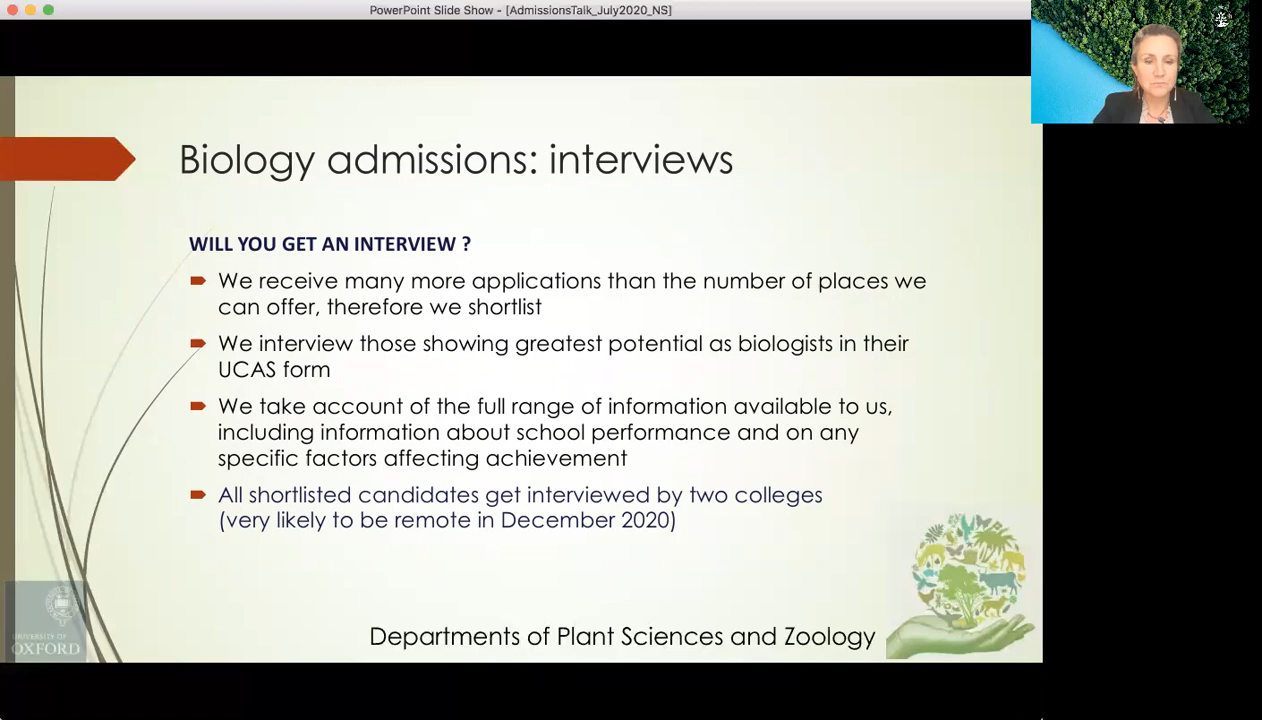 PowerPoint Slide Show - [AdmissionsTalk_July2020_NS]
Biology admissions: interviews
WILL YOU GET AN INTERVIEW ?
We receive many more applications than the number of places we
can offer, therefore we shortlist
We interview those showing greatest potential as biologists in their
UCAS form
We take account of the full range of information available to us,
including information about school performance and on any
specific factors affecting achievement
All shortlisted candidates get interviewed by two colleges
(very likely to be remote in December 2020)
UNIVERSITY OF
OXFORD
Departments of Plant Sciences and Zoology